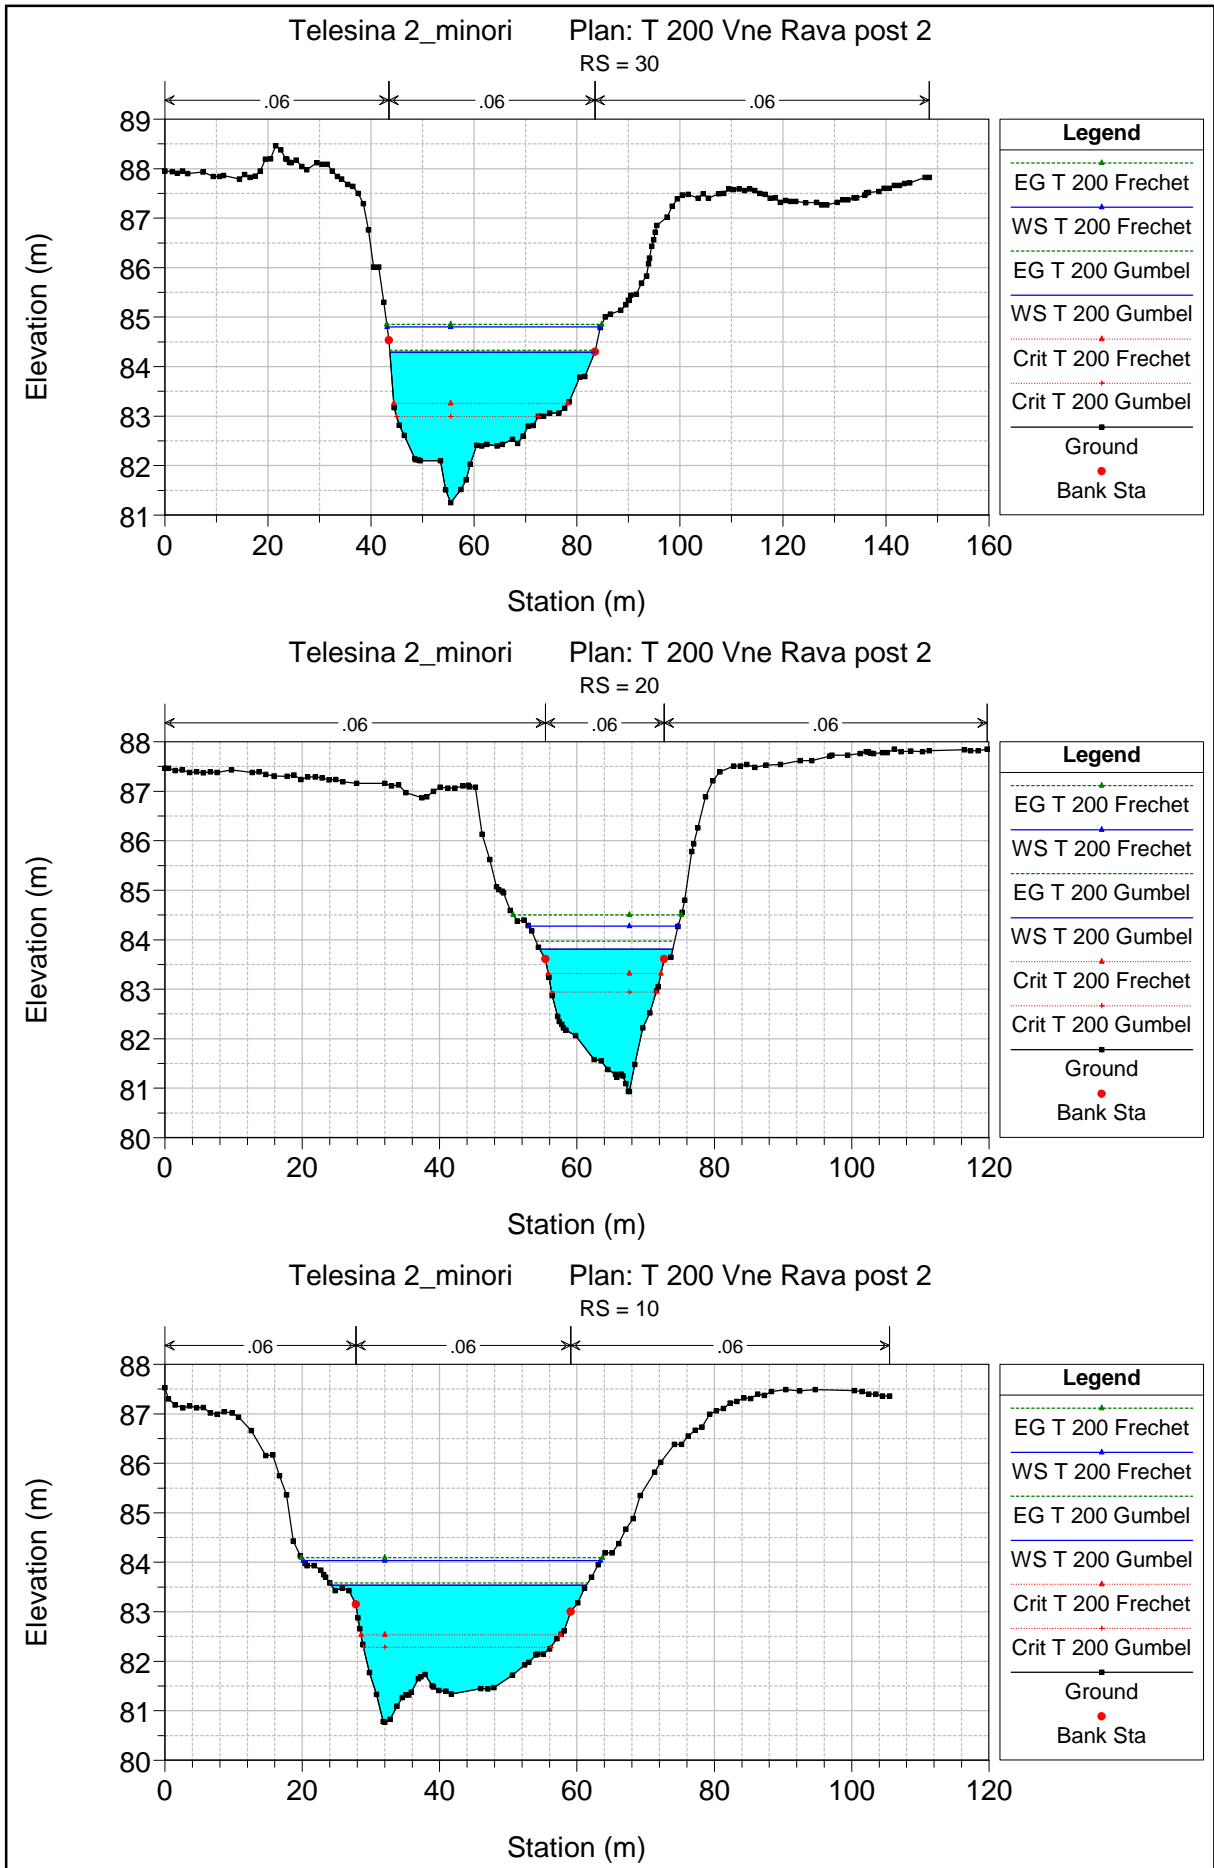 Telesina 2_minori Plan: T 200 Vne Rava post 2
RS = 30
.06 .06 .06
89
88
87
86
85
84
83
82
81
Elevation (m)
0 20 40 60 80 100 120 140 160
Station (m)
Legend
EG T 200 Frechet
WS T 200 Frechet
EG T 200 Gumbel
WS T 200 Gumbel
Crit T 200 Frechet
Crit T 200 Gumbel
Ground
Bank Sta
Telesina 2_minori Plan: T 200 Vne Rava post 2
RS = 20
.06 .06 .06
88
87
86
85
84
83
82
81
80
Elevation (m)
0 20 40 60 80 100 120
Station (m)
Legend
EG T 200 Frechet
WS T 200 Frechet
EG T 200 Gumbel
WS T 200 Gumbel
Crit T 200 Frechet
Crit T 200 Gumbel
Ground
Bank Sta
Telesina 2_minori Plan: T 200 Vne Rava post 2
RS = 10
.06 .06 .06
88
87
86
85
84
83
82
81
80
Elevation (m)
0 20 40 60 80 100 120
Station (m)
Legend
EG T 200 Frechet
WS T 200 Frechet
EG T 200 Gumbel
WS T 200 Gumbel
Crit T 200 Frechet
Crit T 200 Gumbel
Ground
Bank Sta